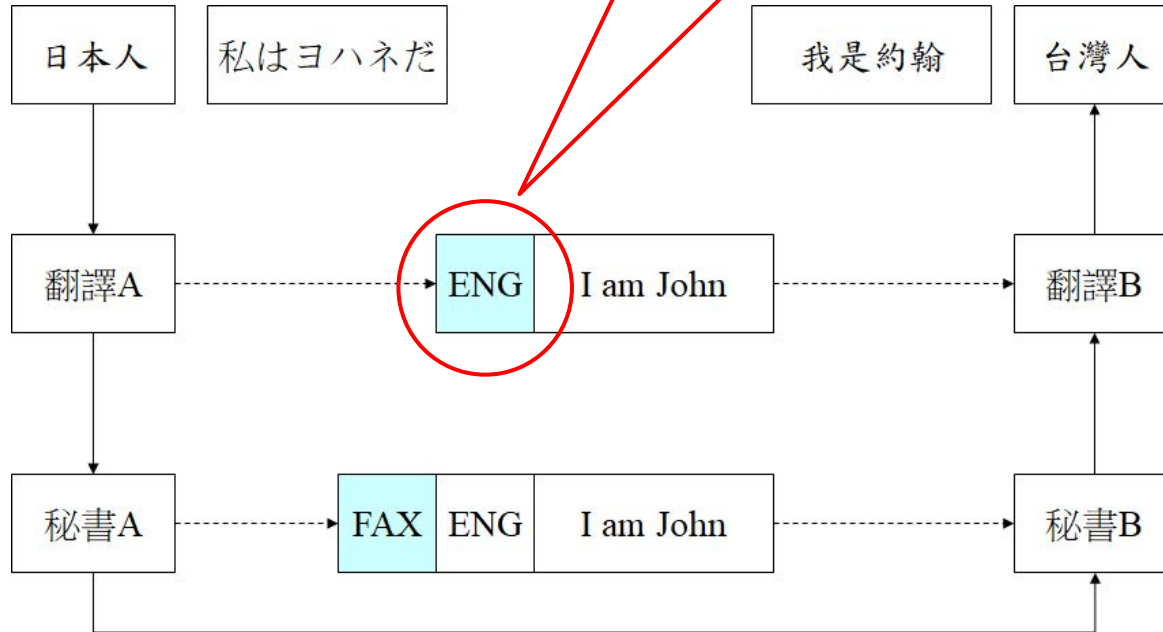 日本人
私はヨハネだ
我是約翰
台灣人
翻譯A
ENG
I am John
翻譯B
秘書A
FAX
ENG
I am John
秘書B